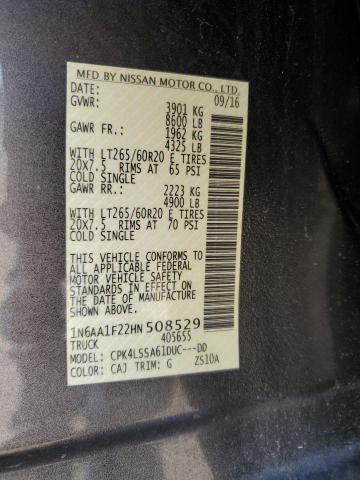 MFD BY NISSAN MOTOR CO., LTD.
DATE: 09/16
GVWR: 3901 KG
8600 LB
GAWR FR.: 1962 KG
4325 LB
WITH LT265/60R20 E TIRES
20X7.5 RIMS AT 65 PSI
COLD SINGLE
GAWR RR.: 2223 KG
4900 LB
WITH LT265/60R20 E TIRES
20X7.5 RIMS AT 70 PSI
COLD SINGLE
THIS VEHICLE CONFORMS TO
ALL APPLICABLE FEDERAL
MOTOR VEHICLE SAFETY
STANDARDS IN EFFECT ON
THE DATE OF MANUFACTURE
SHOWN ABOVE.
1N6AA1F22HN508529
TRUCK 405655
MODEL: CPK4LSSA61DUC---DD
COLOR: CAJ TRIM: G ZS10A